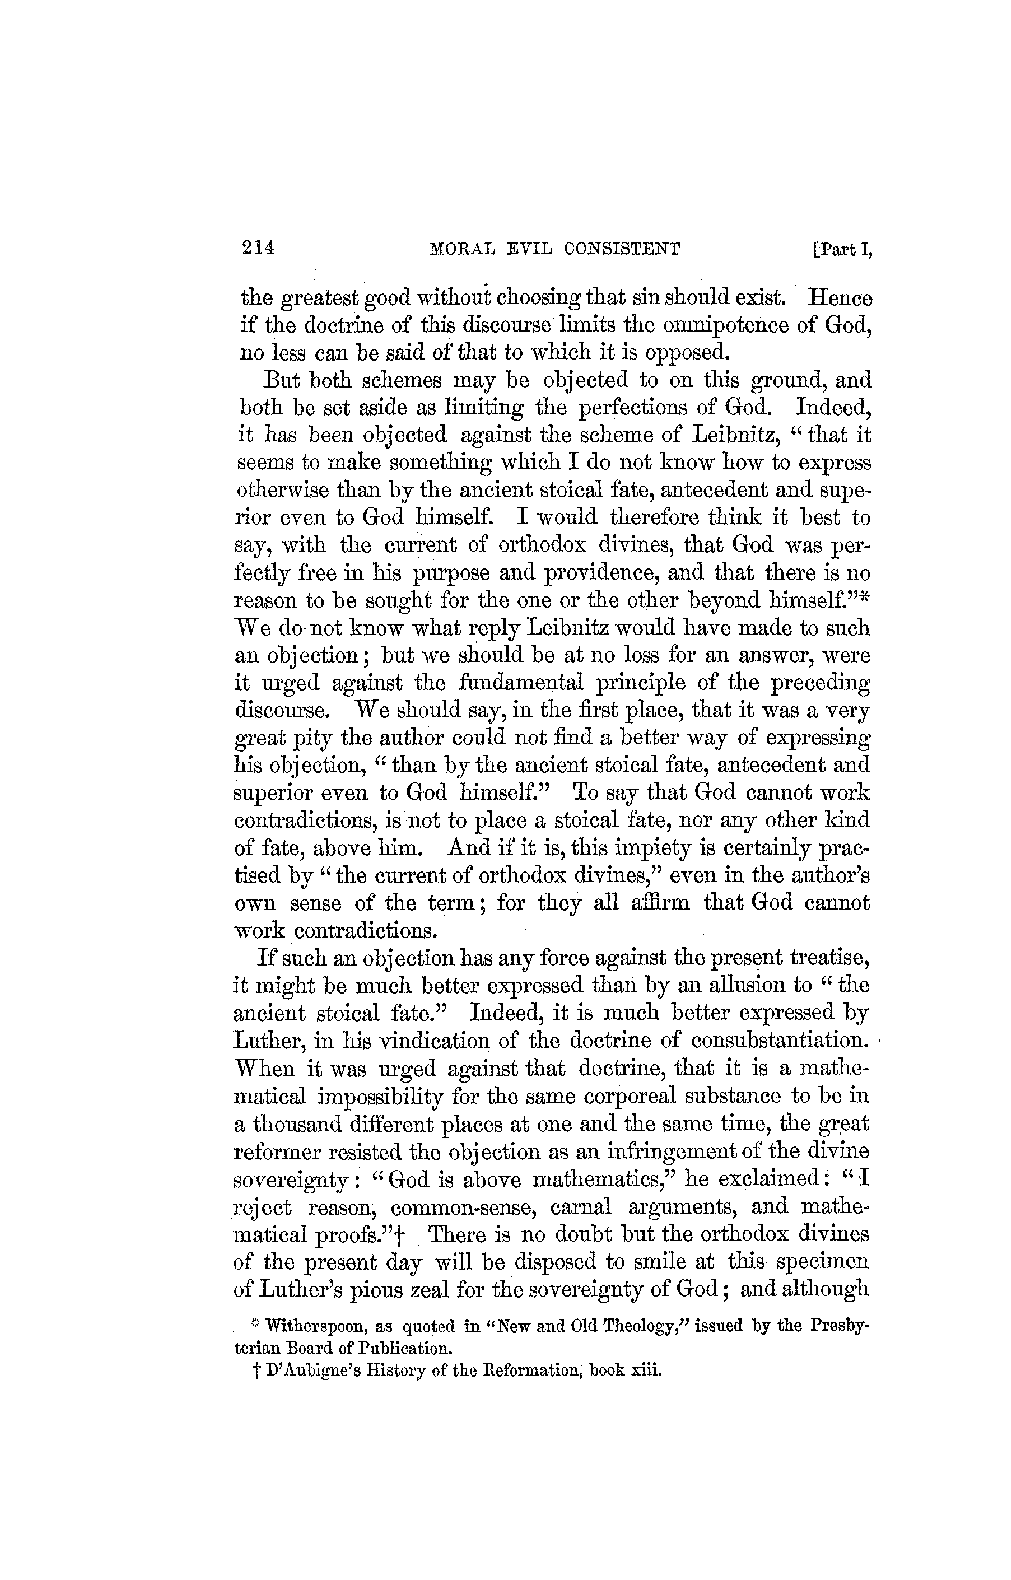 214 MORAL EVIL CONSISTENT [Part I,
the greatest good without choosing that sin should exist. Hence
if the doctrine of this discourse limits the omnipotence of God,
no less can be said of that to which it is opposed.
But both schemes may be objected to on this ground, and
both be set aside as limiting the perfections of God. Indeed,
it has been objected against the scheme of Leibnitz, “that it
seems to make something which I do not know how to express
otherwise than by the ancient stoical fate, antecedent and supe-
rior even to God himself. I would therefore think it best to
say, with the current of orthodox divines, that God was per-
fectly free in his purpose and providence, and that there is no
reason to be sought for the one or the other beyond himself.”*
We do not know what reply Leibnitz would have made to such
an objection; but we should be at no loss for an answer, were
it urged against the fundamental principle of the preceding
discourse. We should say, in the first place, that it was a very
great pity the author could not find a better way of expressing
his objection, “than by the ancient stoical fate, antecedent and
superior even to God himself.” To say that God cannot work
contradictions, is not to place a stoical fate, nor any other kind
of fate, above him. And if it is, this impiety is certainly prac-
tised by “the current of orthodox divines,” even in the author’s
own sense of the term; for they all affirm that God cannot
work contradictions.
If such an objection has any force against the present treatise,
it might be much better expressed than by an allusion to “the
ancient stoical fate.” Indeed, it is much better expressed by
Luther, in his vindication of the doctrine of consubstantiation.
When it was urged against that doctrine, that it is a mathe-
matical impossibility for the same corporeal substance to be in
a thousand different places at one and the same time, the great
reformer resisted the objection as an infringement of the divine
sovereignty: “God is above mathematics,” he exclaimed: “I
reject reason, common-sense, carnal arguments, and mathe-
matical proofs.”† There is no doubt but the orthodox divines
of the present day will be disposed to smile at this specimen
of Luther’s pious zeal for the sovereignty of God; and although
* Witherspoon, as quoted in “New and Old Theology,” issued by the Presby-
terian Board of Publication.
† D’Aubigne’s History of the Reformation, book xiii.